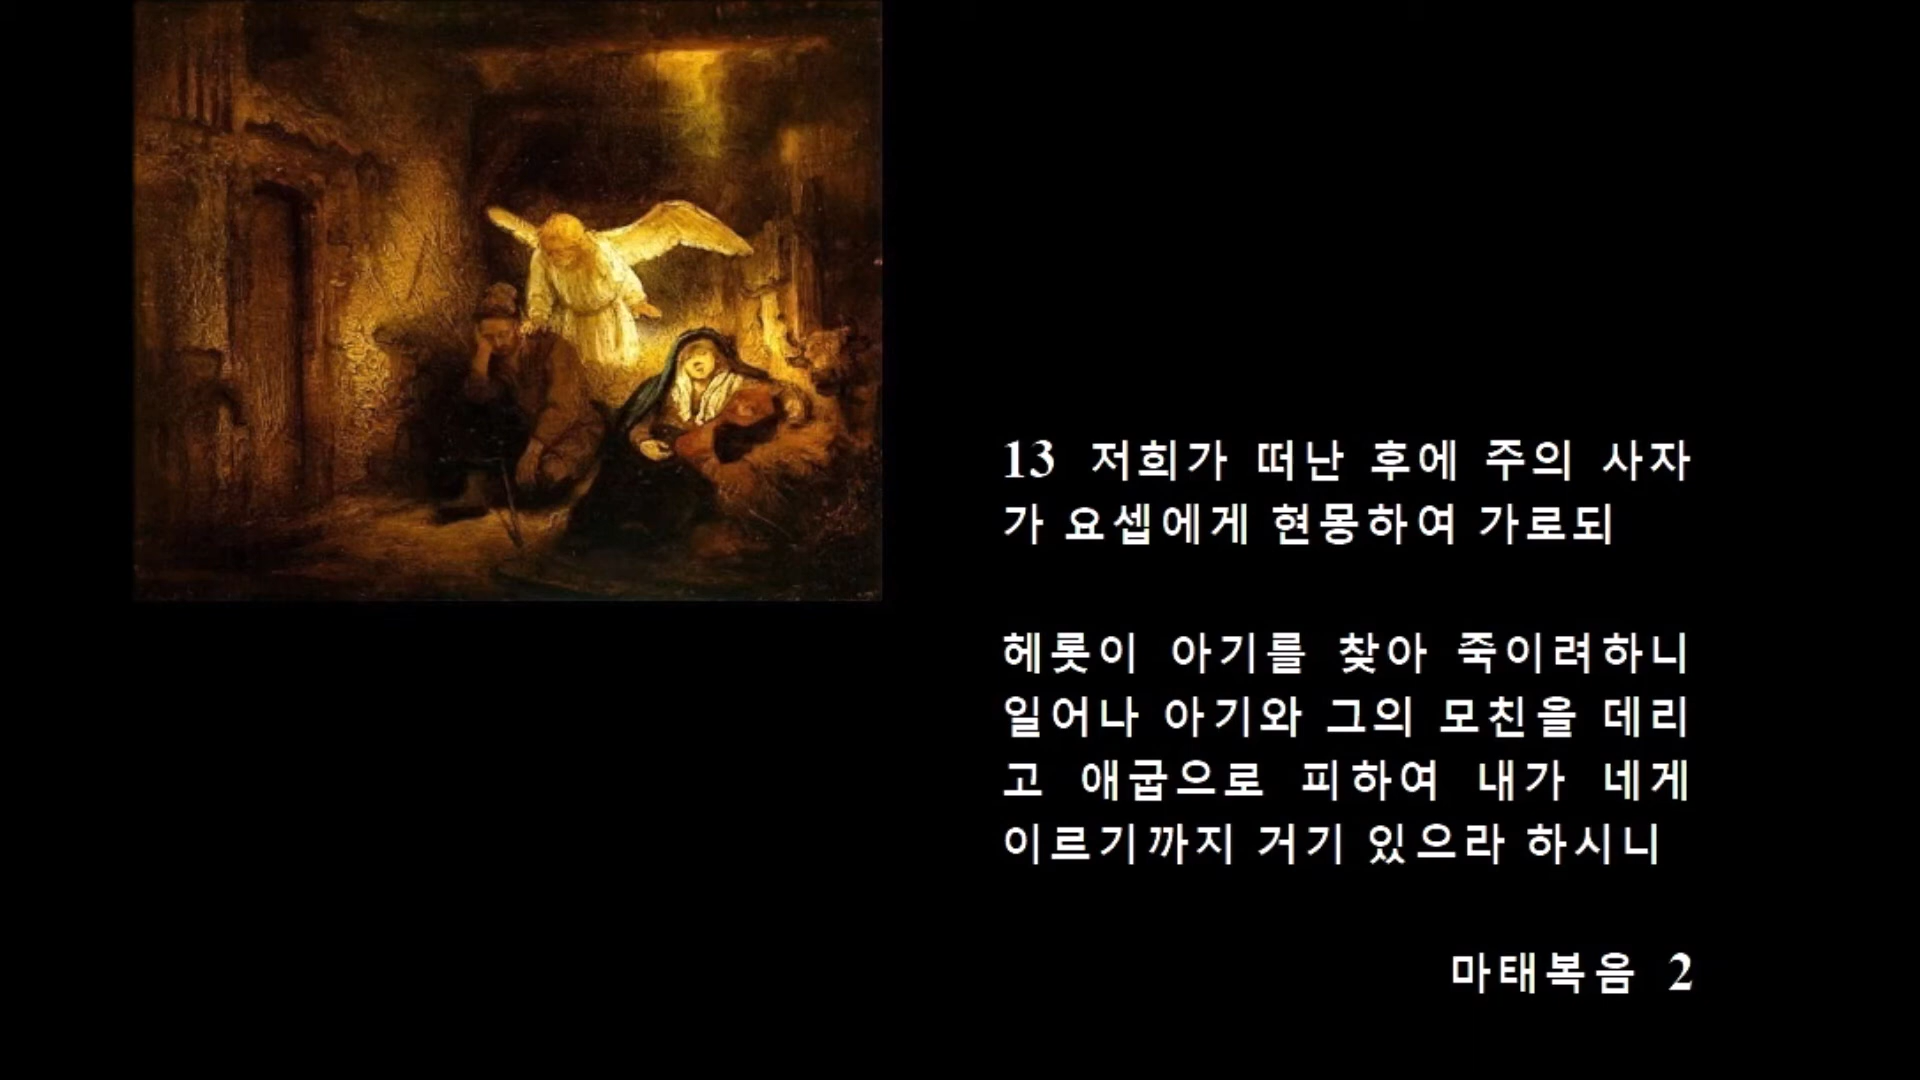 13 저희가 떠난 후에 주의 사자
가 요셉에게 현몽하여 가로되
헤롯이 아기를 찾아 죽이려하니
일어나 아기와 그의 모친을 데리
고 애굽으로 피하여 내가 네게
이르기까지 거기 있으라 하시니
마태복음 2